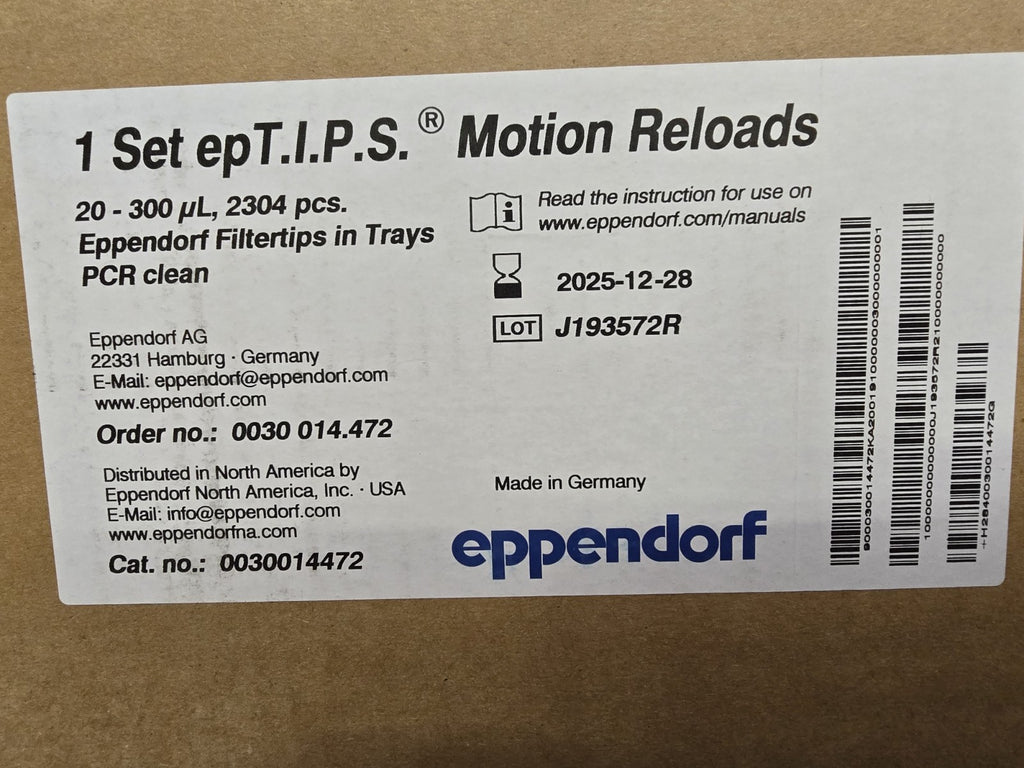 1 Set epT.I.P.S.® Motion Reloads
20 - 300 µL, 2304 pcs.
Eppendorf Filtertips in Trays
PCR clean
Read the instruction for use on
www.eppendorf.com/manuals
2025-12-28
LOT J193572R
Eppendorf AG
22331 Hamburg · Germany
E-Mail: eppendorf@eppendorf.com
www.eppendorf.com
Order no.: 0030 014.472
Distributed in North America by
Eppendorf North America, Inc. · USA
E-Mail: info@eppendorf.com
www.eppendorfna.com
Cat. no.: 0030014472
Made in Germany
eppendorf